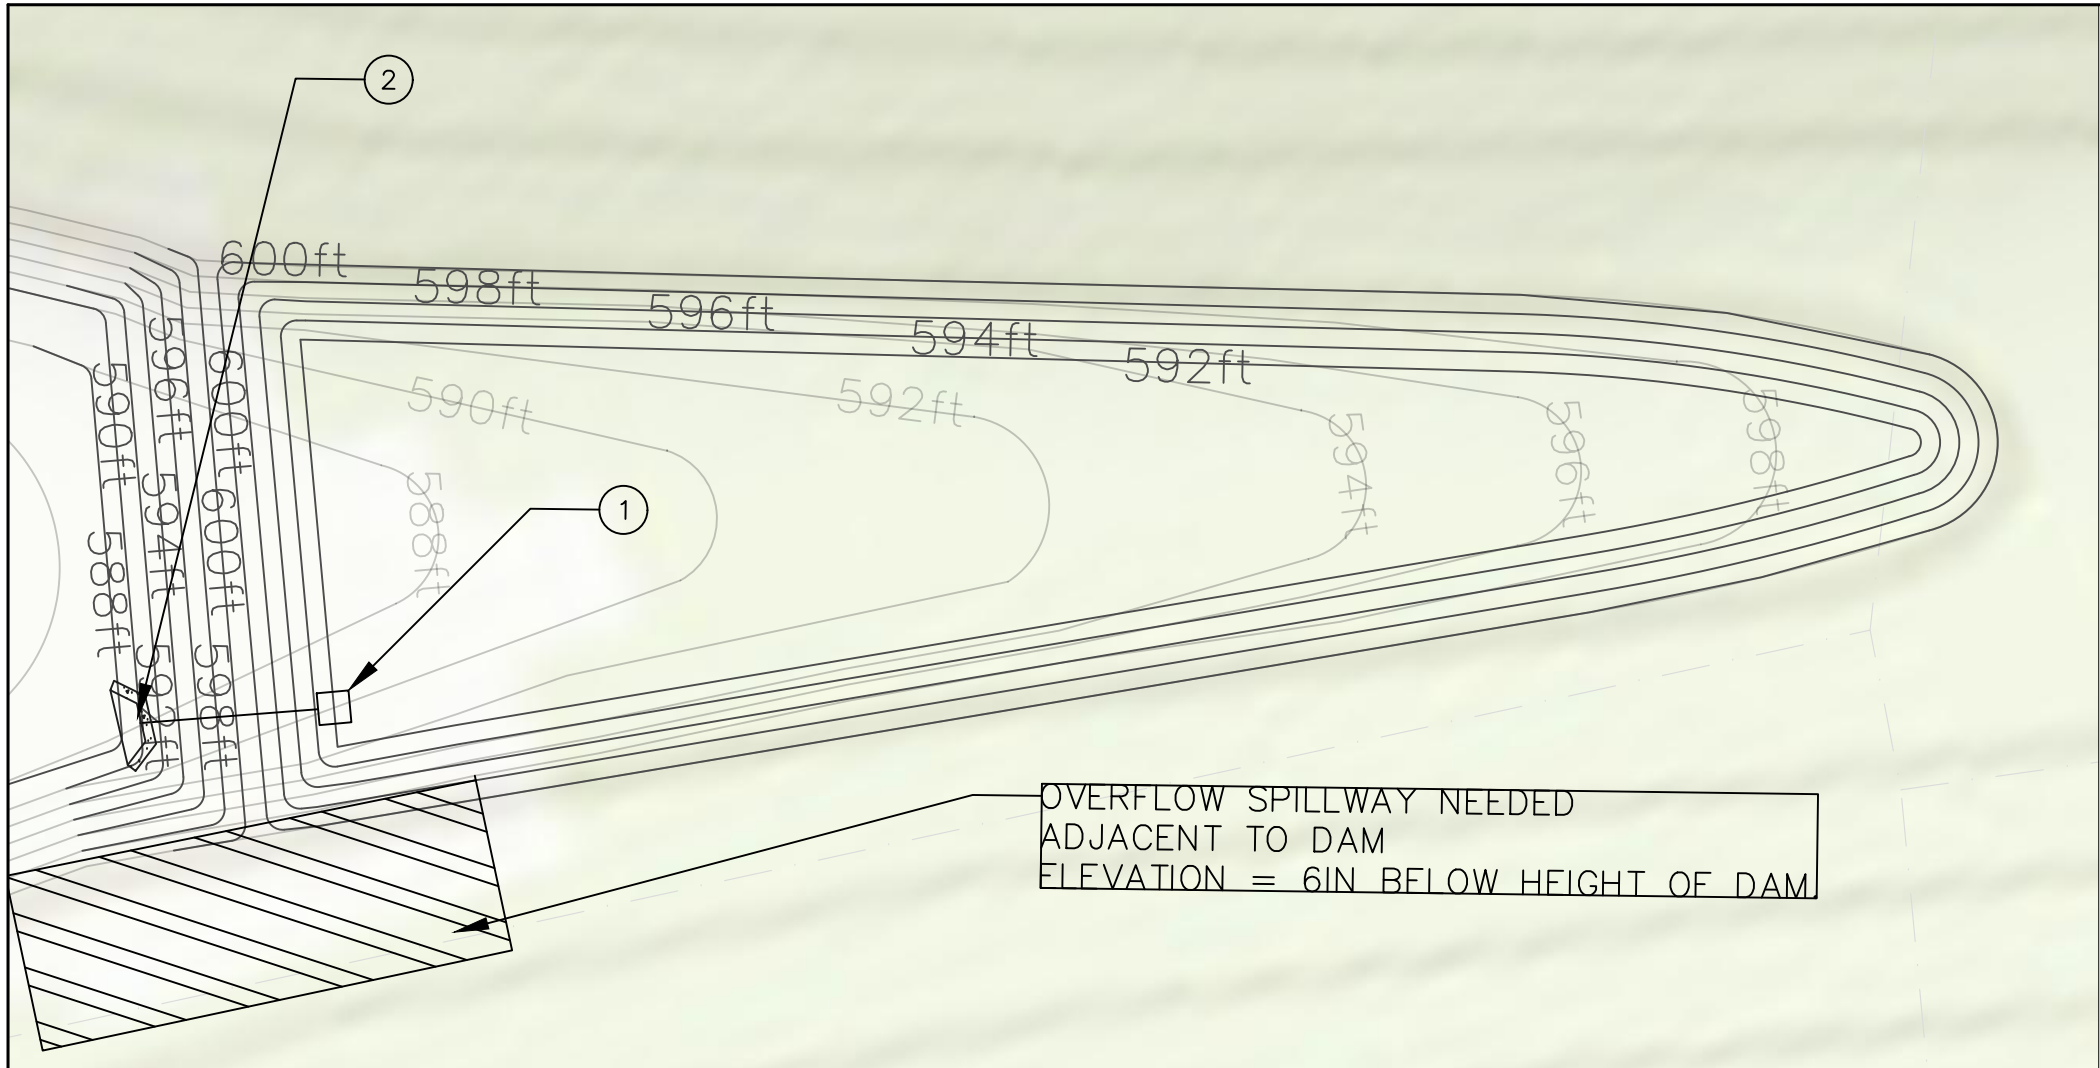 2
600ft
598ft
596ft
594ft
592ft
590ft
592ft
594ft
596ft
598ft
588ft
596ft
600ft
590ft
594ft
600ft
588ft
592ft
598ft
1
OVERFLOW SPILLWAY NEEDED
ADJACENT TO DAM
ELEVATION = 6IN BELOW HEIGHT OF DAM.